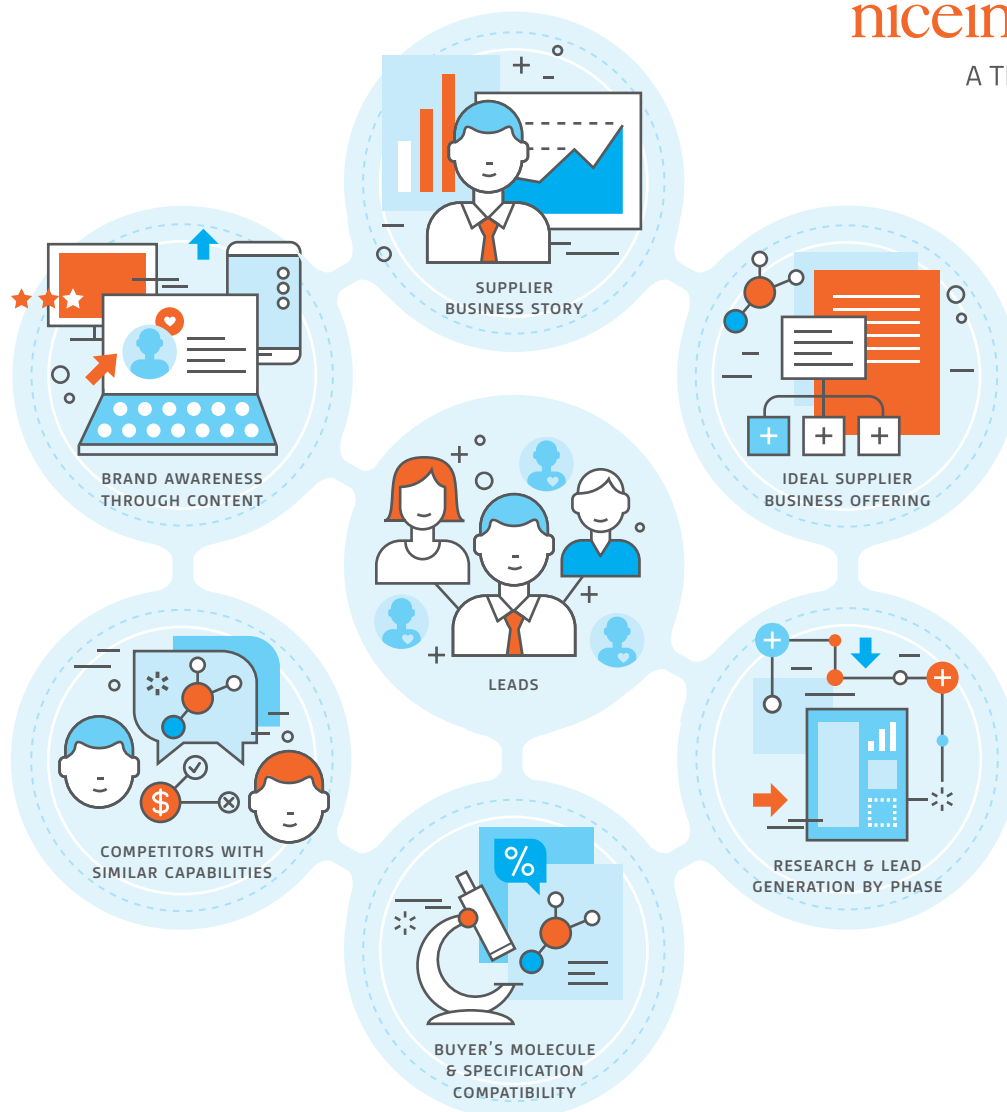 A
SUPPLIER
BUSINESS STORY
BRAND AWARENESS
THROUGH CONTENT
IDEAL SUPPLIER
BUSINESS OFFERING
LEADS
COMPETITORS WITH
SIMILAR CAPABILITIES
$
RESEARCH & LEAD
GENERATION BY PHASE
%
BUYER'S MOLECULE
& SPECIFICATION
COMPATIBILITY